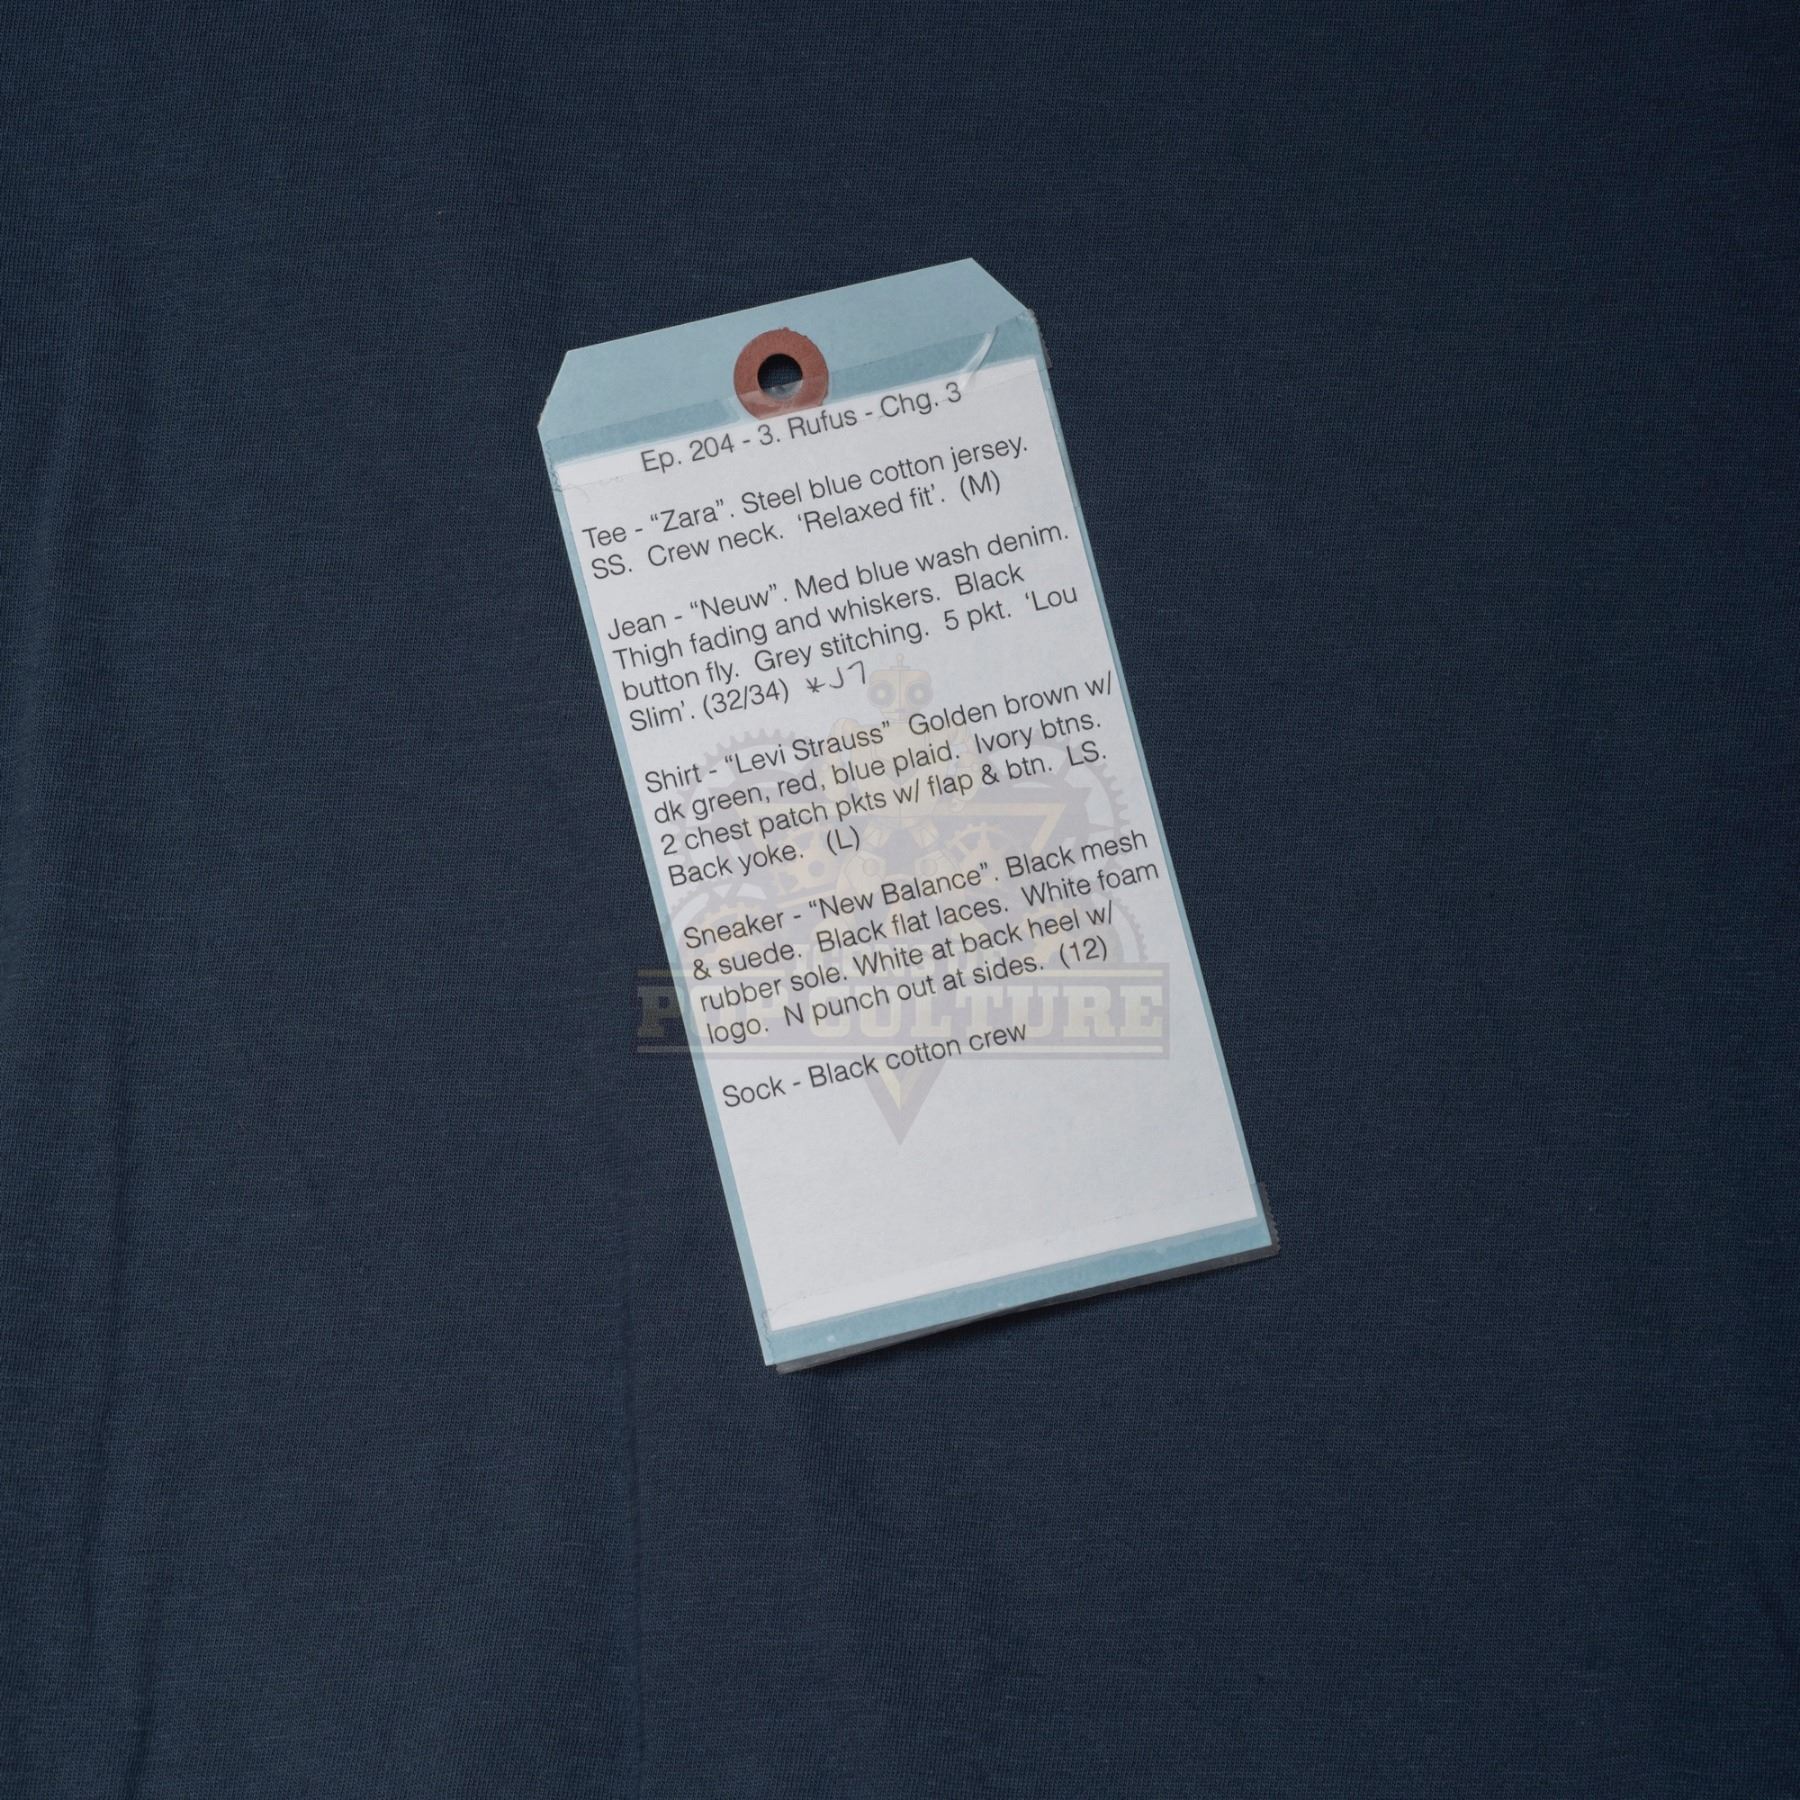 Ep. 204 - 3. Rufus - Chg. 3
Tee - “Zara”. Steel blue cotton jersey.
SS. Crew neck. ‘Relaxed fit’. (M)
Jean - “Neuw”. Med blue wash denim.
Thigh fading and whiskers. Black
button fly. Grey stitching. 5 pkt. ‘Lou
Slim’. (32/34) *J7
Shirt - “Levi Strauss” Golden brown w/
dk green, red, blue plaid. Ivory btns.
2 chest patch pkts w/ flap & btn. LS.
Back yoke. (L)
Sneaker - “New Balance”. Black mesh
& suede. Black flat laces. White foam
rubber sole. White at back heel w/
logo. N punch out at sides. (12)
Sock - Black cotton crew
POP CULTURE